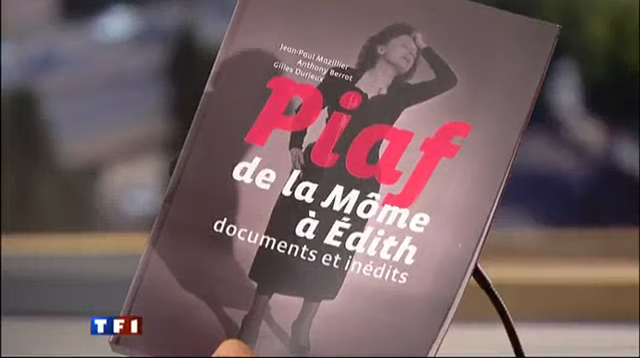 Jean-Paul Mazillier
Anthony Berrot
Gilles Durieux
Piaf
de la Môme
à Édith
documents et inédits
TF1